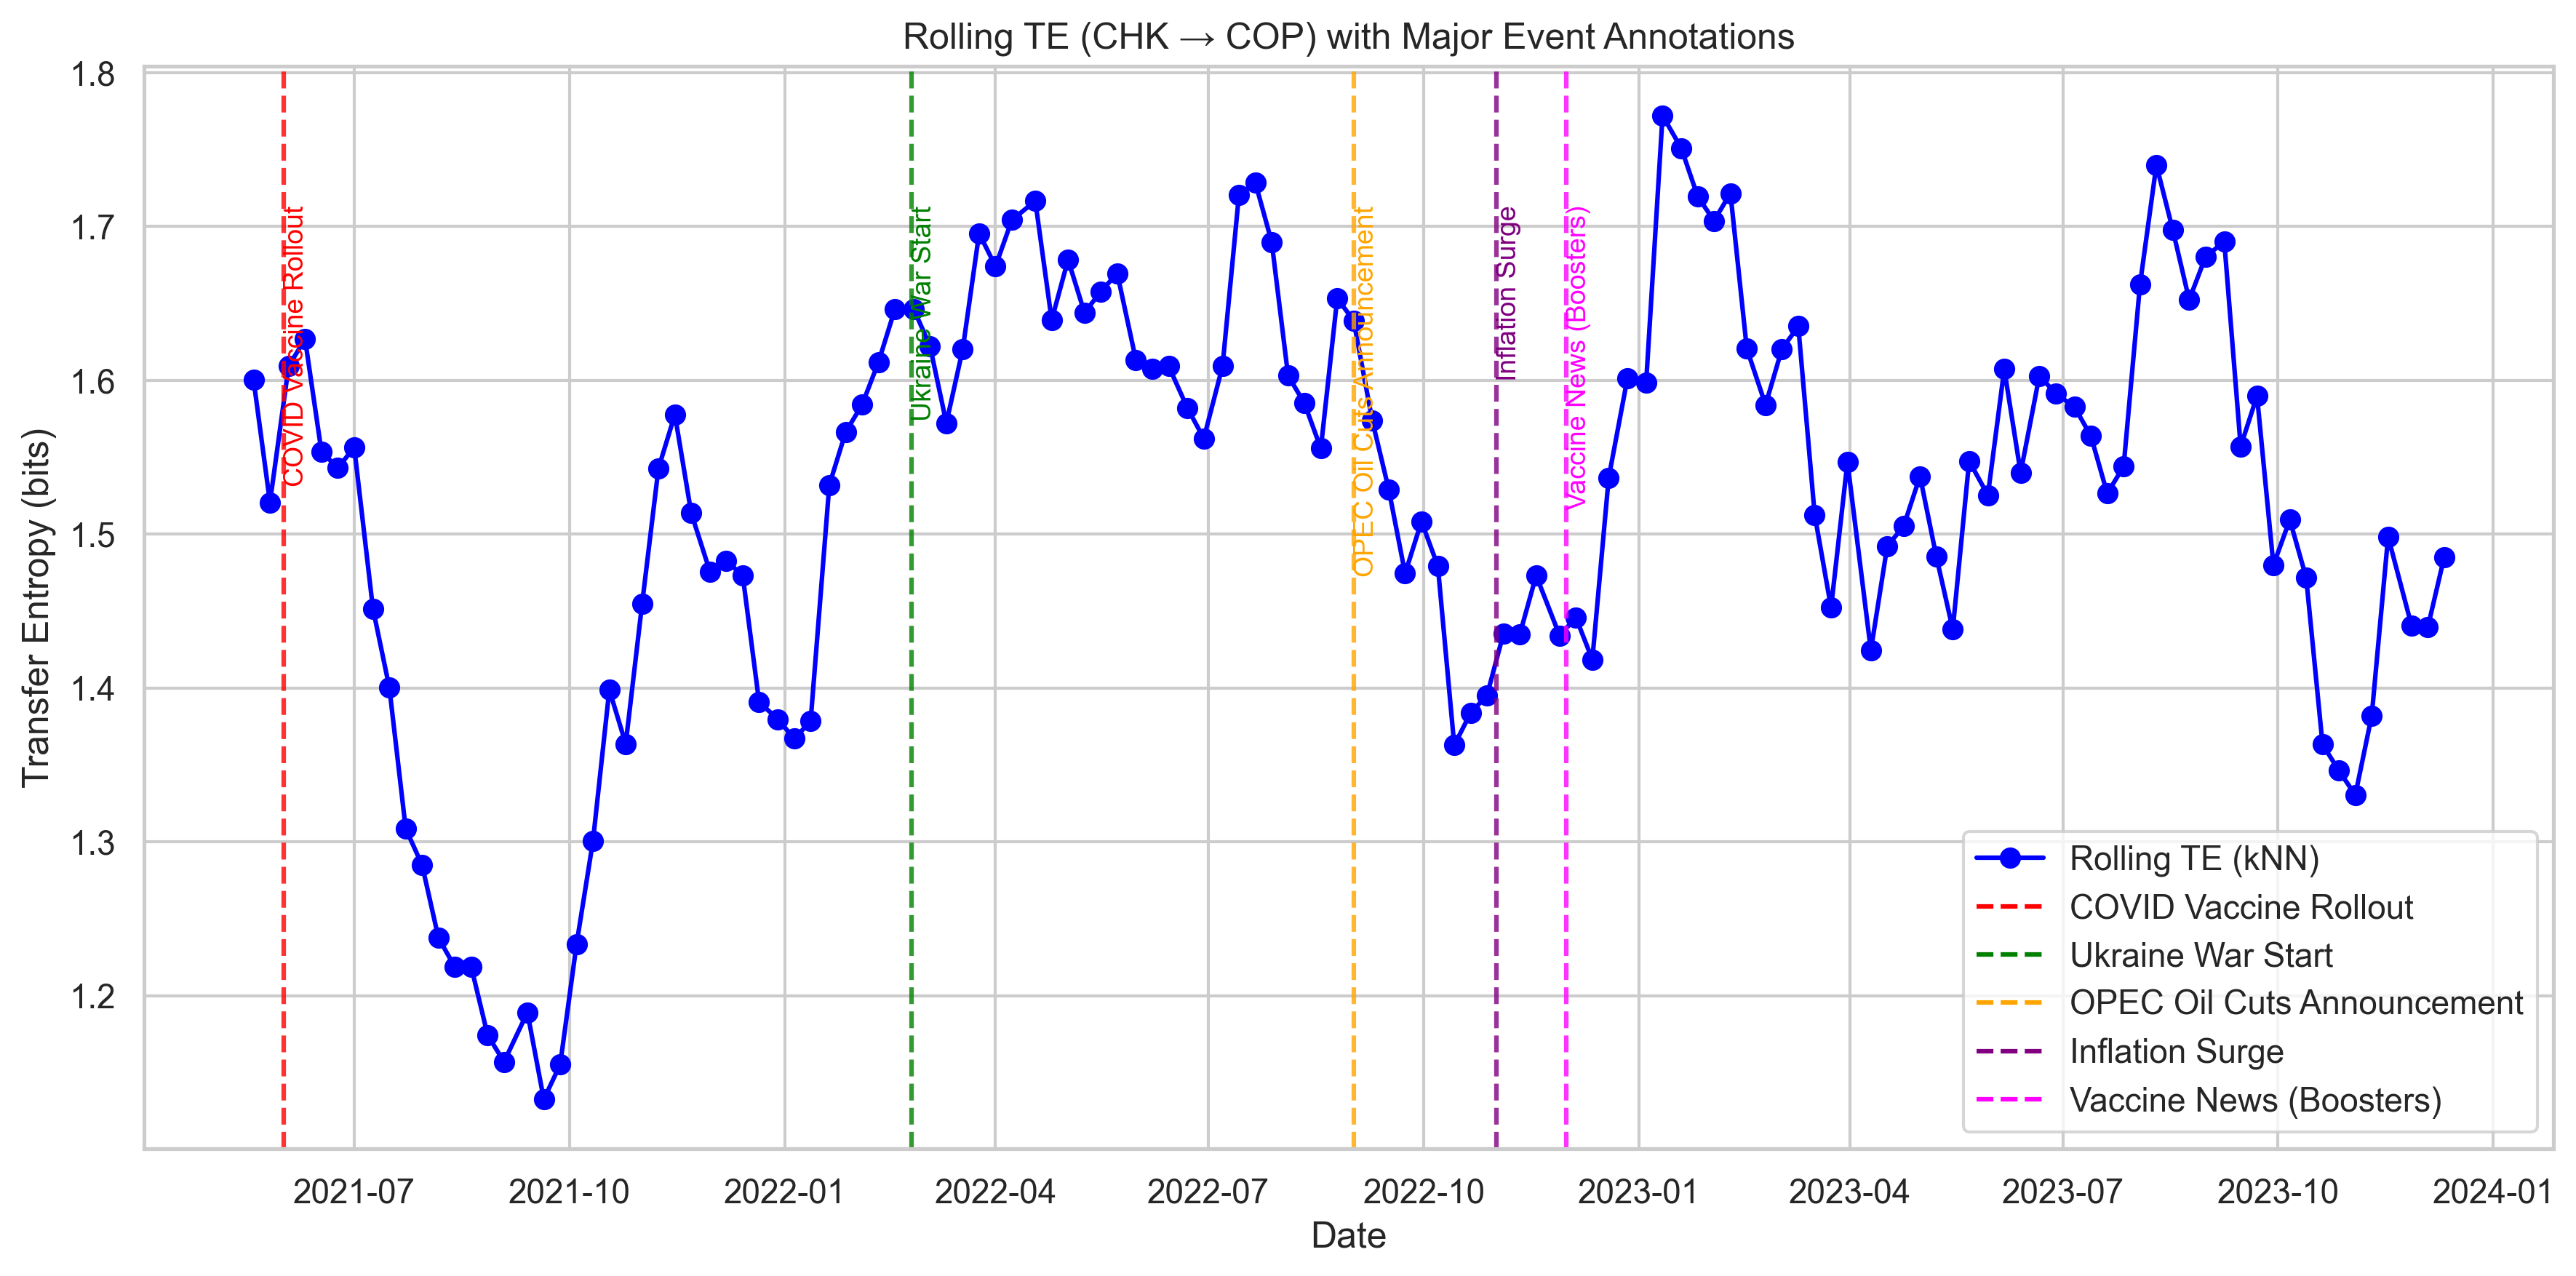 Rolling TE (CHK → COP) with Major Event Annotations
Transfer Entropy (bits)
1.8
1.7
1.6
1.5
1.4
1.3
1.2
COVID Vaccine Rollout
Ukraine War Start
OPEC Oil Cuts Announcement
Inflation Surge
Vaccine News (Boosters)
Rolling TE (kNN)
COVID Vaccine Rollout
Ukraine War Start
OPEC Oil Cuts Announcement
Inflation Surge
Vaccine News (Boosters)
2021-07 2021-10 2022-01 2022-04 2022-07 2022-10 2023-01 2023-04 2023-07 2023-10 2024-01
Date